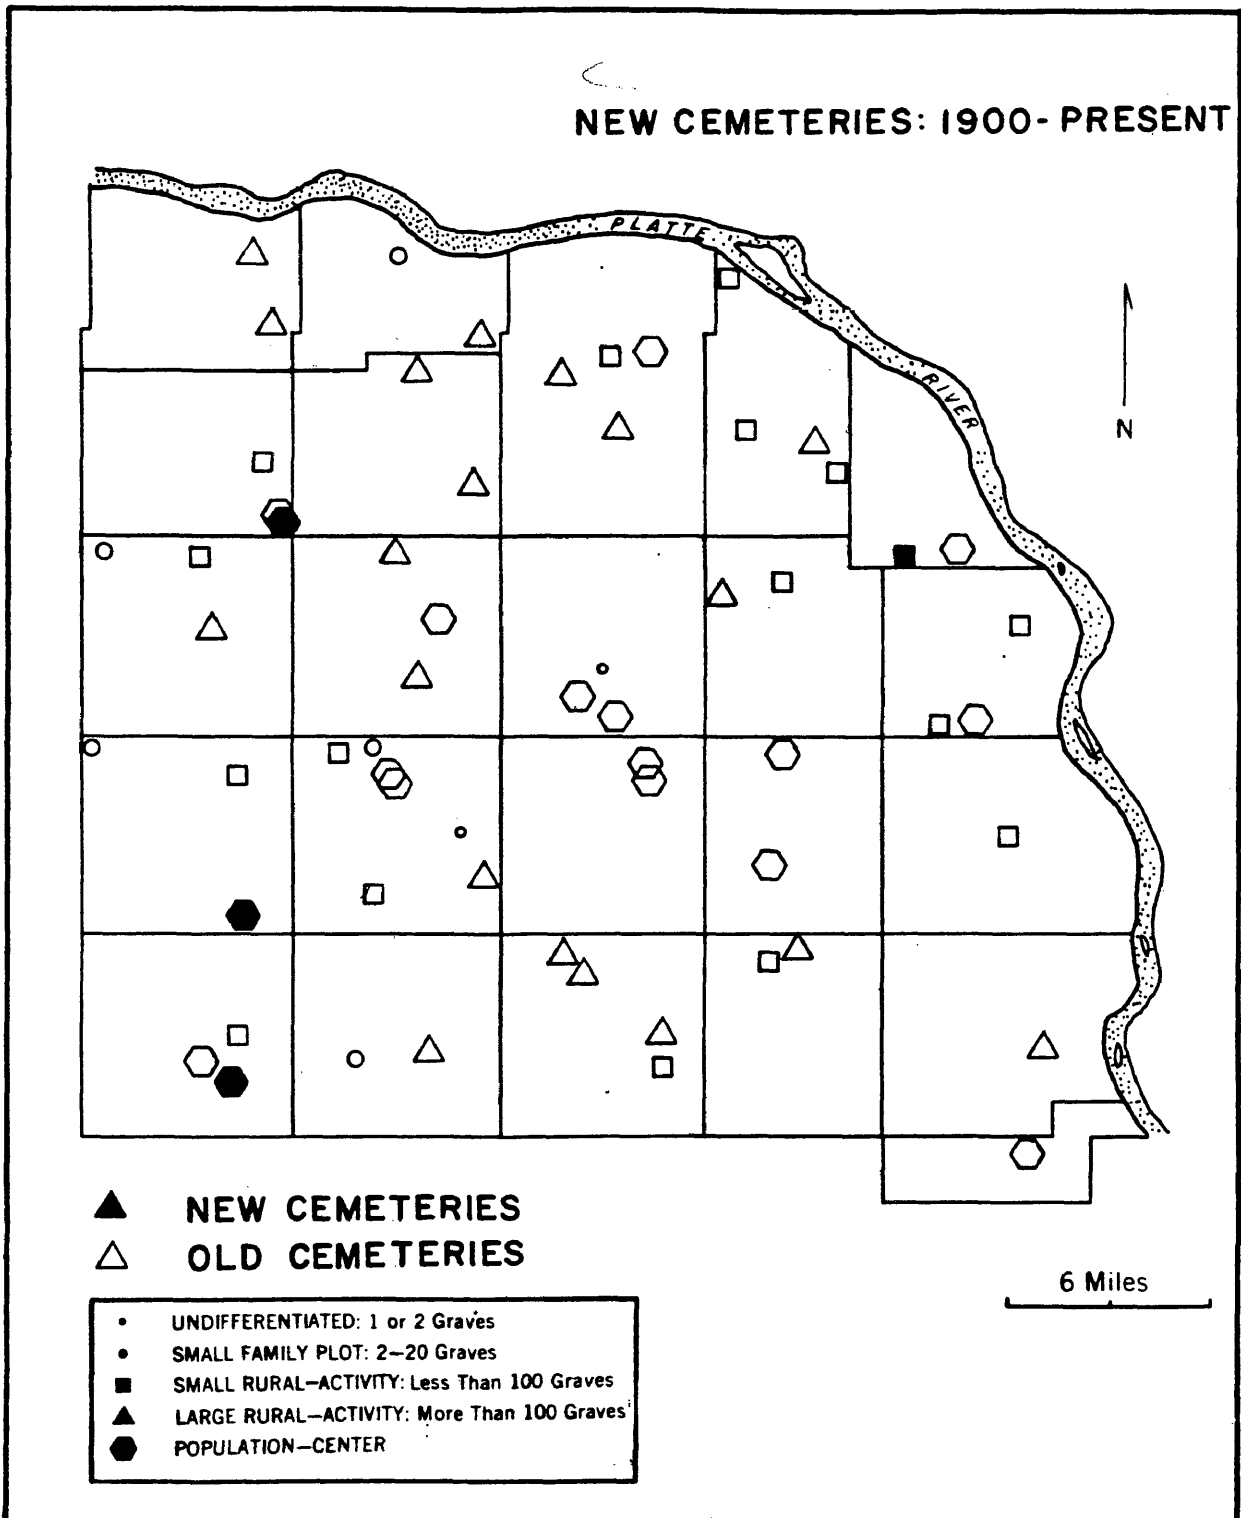 NEW CEMETERIES: 1900- PRESENT
PLATTE
RIVER
N
NEW CEMETERIES
OLD CEMETERIES
6 Miles
UNDIFFERENTIATED: 1 or 2 Graves
SMALL FAMILY PLOT: 2–20 Graves
SMALL RURAL–ACTIVITY: Less Than 100 Graves
LARGE RURAL–ACTIVITY: More Than 100 Graves
POPULATION–CENTER